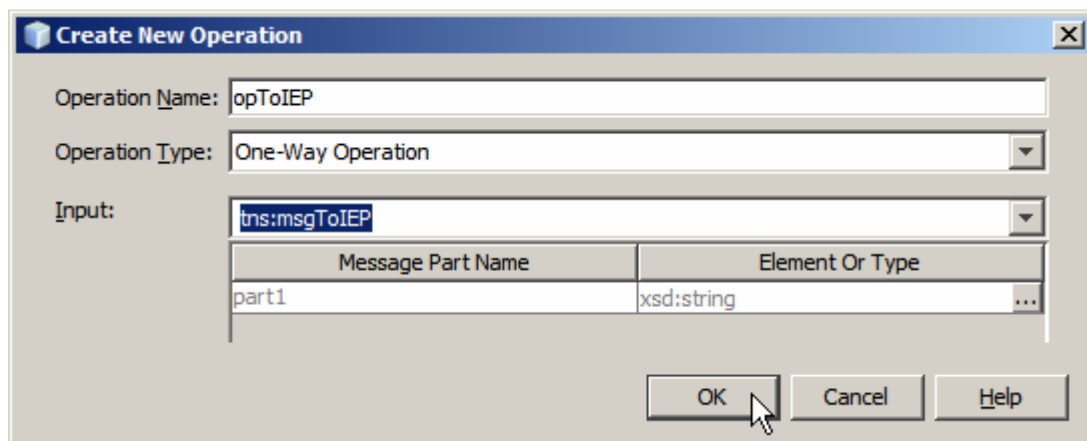 Create New Operation
Operation Name: opToIEP
Operation Type: One-Way Operation
Input: tns:msgToIEP
Message Part Name Element Or Type
part1 xsd:string ...
OK Cancel Help